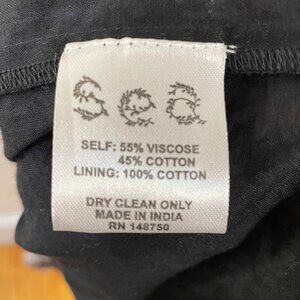 Sea
SELF: 55% VISCOSE
45% COTTON
LINING: 100% COTTON
DRY CLEAN ONLY
MADE IN INDIA
RN 148750